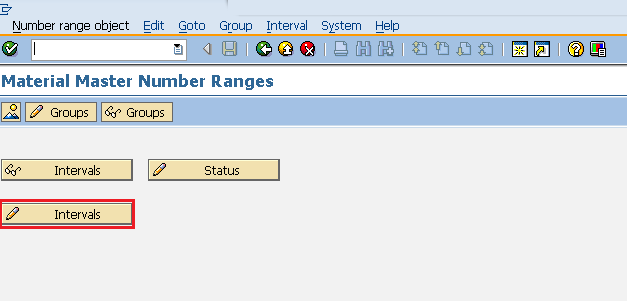 Number range object Edit Goto Group Interval System Help
Material Master Number Ranges
Groups Groups
Intervals Status
Intervals